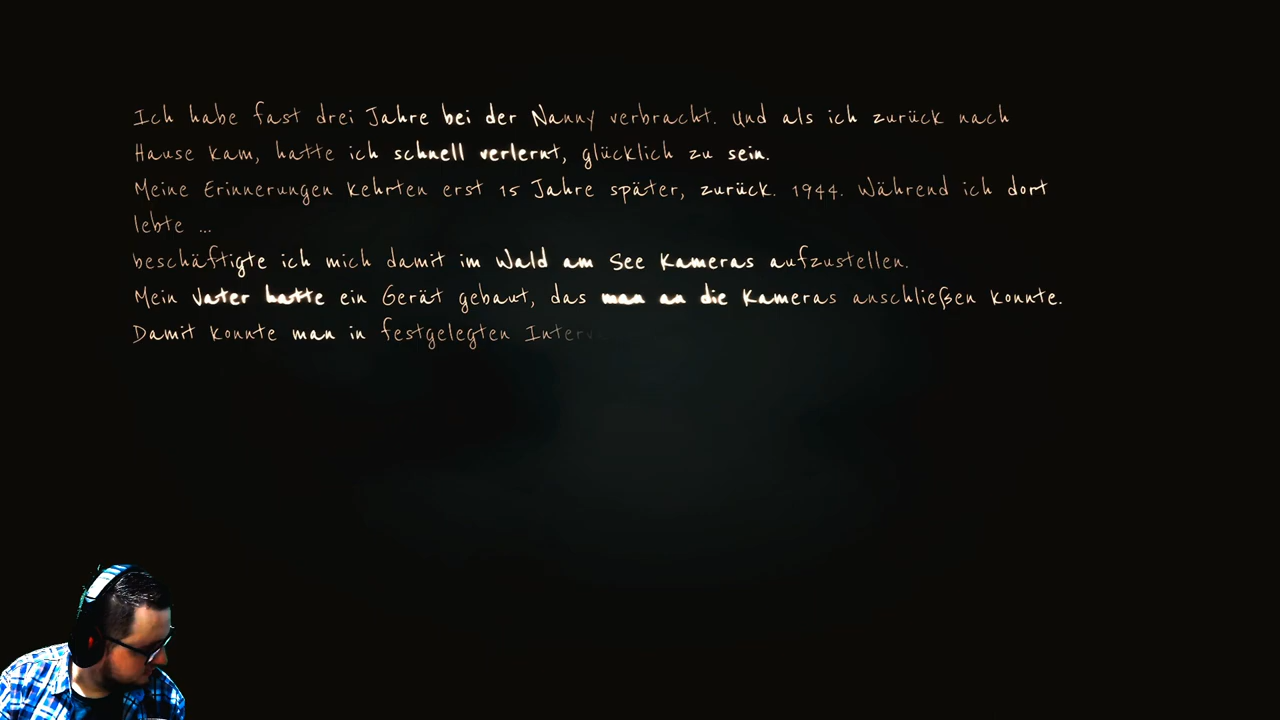 Ich habe fast drei Jahre bei der Nanny verbracht. Und als ich zurück nach
Hause kam, hatte ich schnell verlernt, glücklich zu sein.
Meine Erinnerungen kehrten erst 15 Jahre später, zurück. 1944. Während ich dort
lebte ...
beschäftigte ich mich damit im Wald am See Kameras aufzustellen.
Mein Vater hatte ein Gerät gebaut, das man an die Kameras anschließen konnte.
Damit konnte man in festgelegten